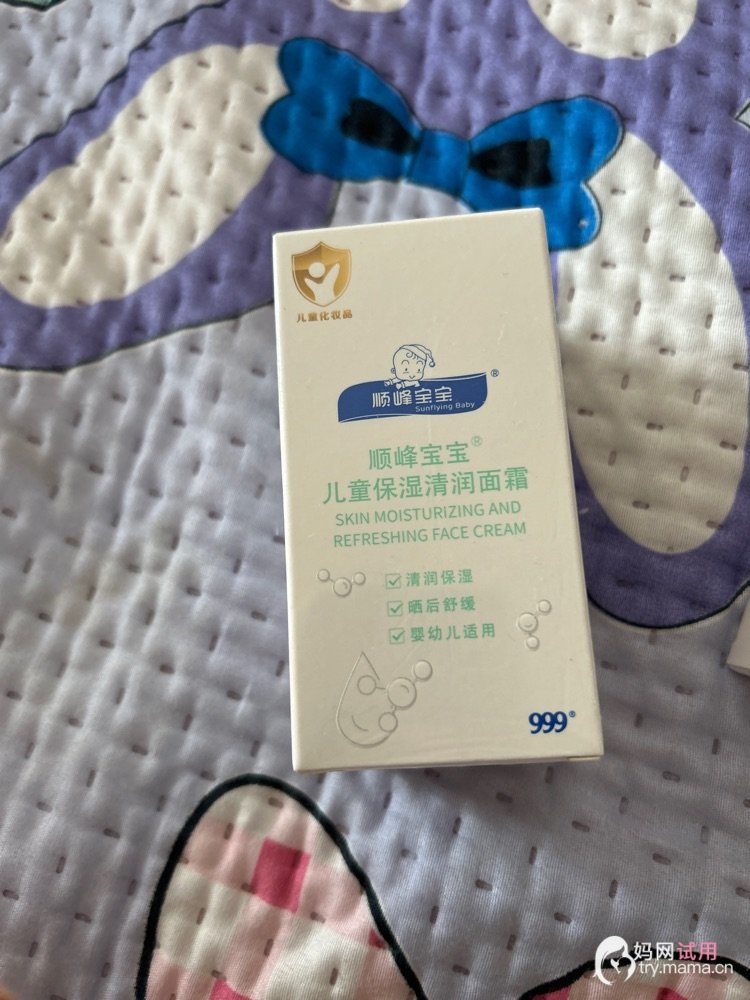 儿童化妆品
顺峰宝宝®
Sunflying Baby
顺峰宝宝®
儿童保湿清润面霜
SKIN MOISTURIZING AND
REFRESHING FACE CREAM
清润保湿
晒后舒缓
婴幼儿适用
999®
妈网试用
try.mama.cn